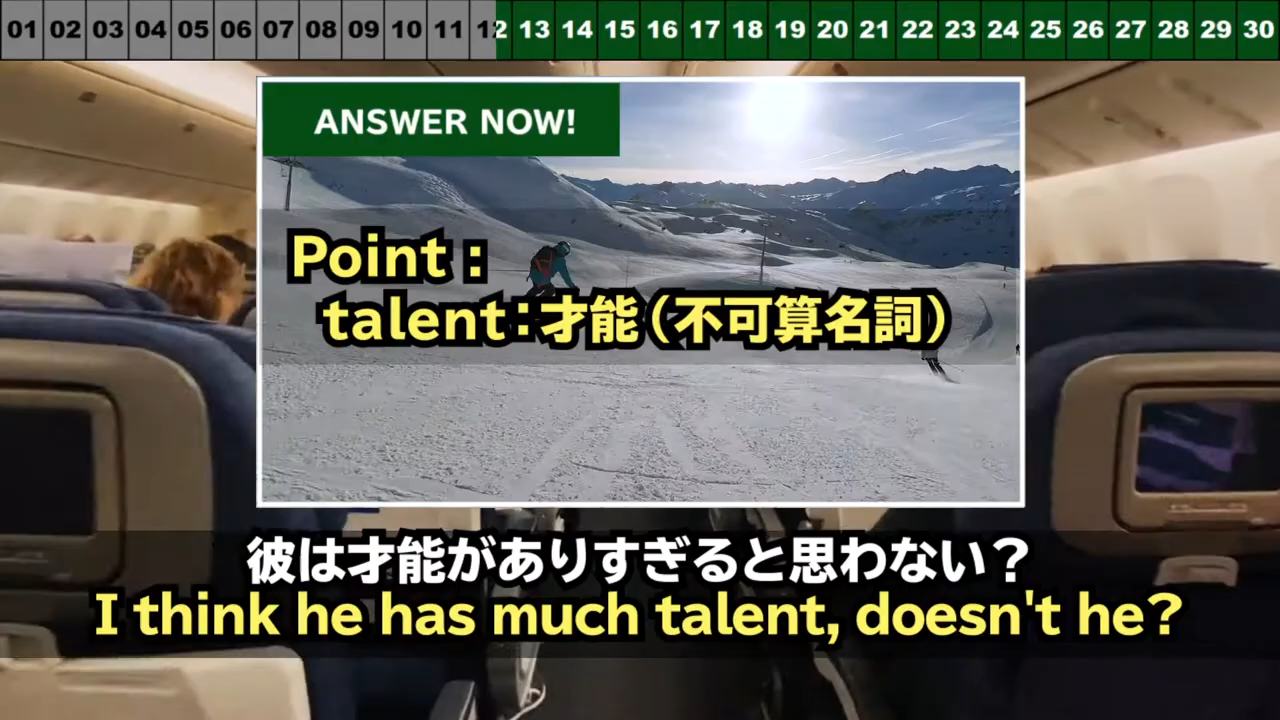 01 02 03 04 05 06 07 08 09 10 11 12 13 14 15 16 17 18 19 20 21 22 23 24 25 26 27 28 29 30
ANSWER NOW!
Point :
talent：才能（不可算名詞）
彼は才能がありすぎると思わない？
I think he has much talent, doesn't he？